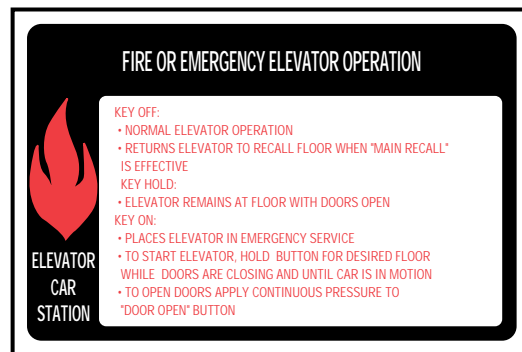 FIRE OR EMERGENCY ELEVATOR OPERATION
KEY OFF:
• NORMAL ELEVATOR OPERATION
• RETURNS ELEVATOR TO RECALL FLOOR WHEN "MAIN RECALL"
IS EFFECTIVE
KEY HOLD:
• ELEVATOR REMAINS AT FLOOR WITH DOORS OPEN
KEY ON:
• PLACES ELEVATOR IN EMERGENCY SERVICE
• TO START ELEVATOR, HOLD BUTTON FOR DESIRED FLOOR
WHILE DOORS ARE CLOSING AND UNTIL CAR IS IN MOTION
• TO OPEN DOORS APPLY CONTINUOUS PRESSURE TO
"DOOR OPEN" BUTTON
ELEVATOR
CAR
STATION